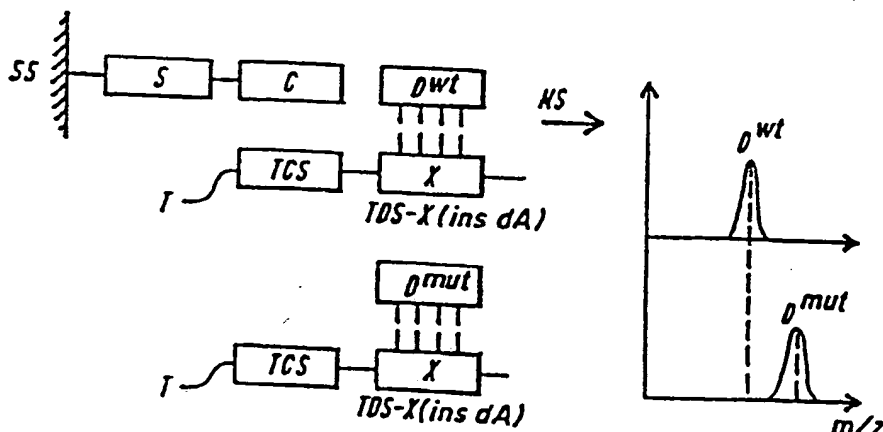 SS
S
C
D^wt
MS
T
TCS
X
TDS-X(ins dA)
D^mut
T
TCS
X
TDS-X(ins dA)
D^wt
D^mut
m/z